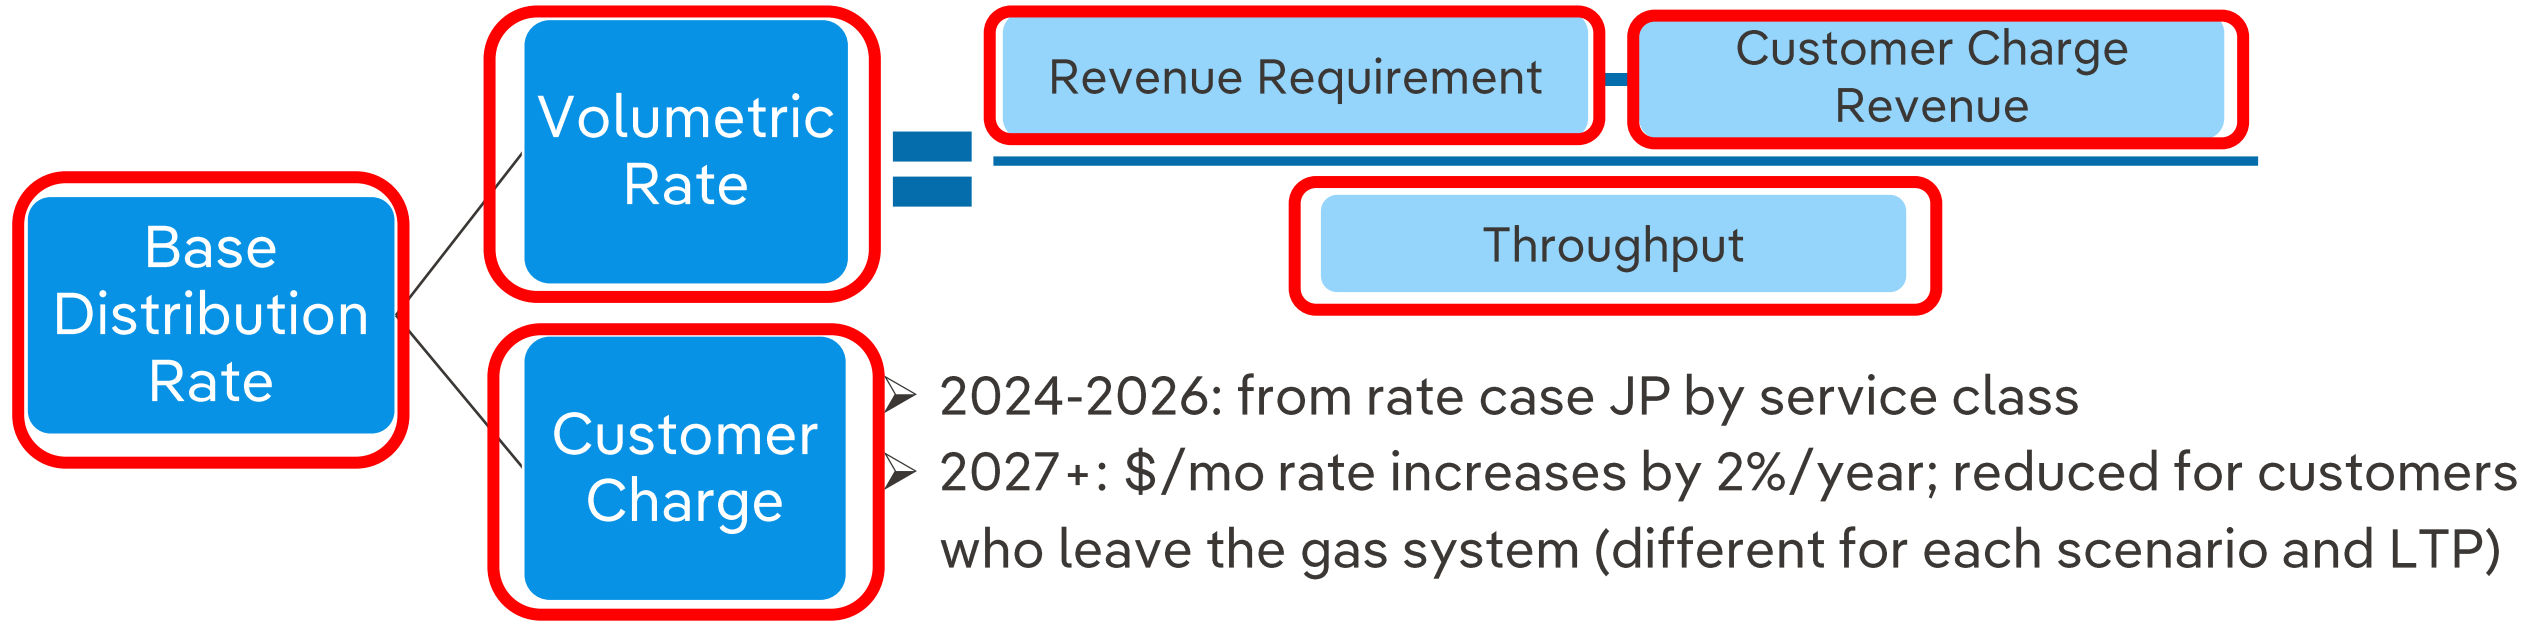 Base
Distribution
Rate
Volumetric
Rate
Revenue Requirement
Customer Charge
Revenue
Throughput
Customer
Charge
2024-2026: from rate case JP by service class
2027+: $/mo rate increases by 2%/year; reduced for customers
who leave the gas system (different for each scenario and LTP)